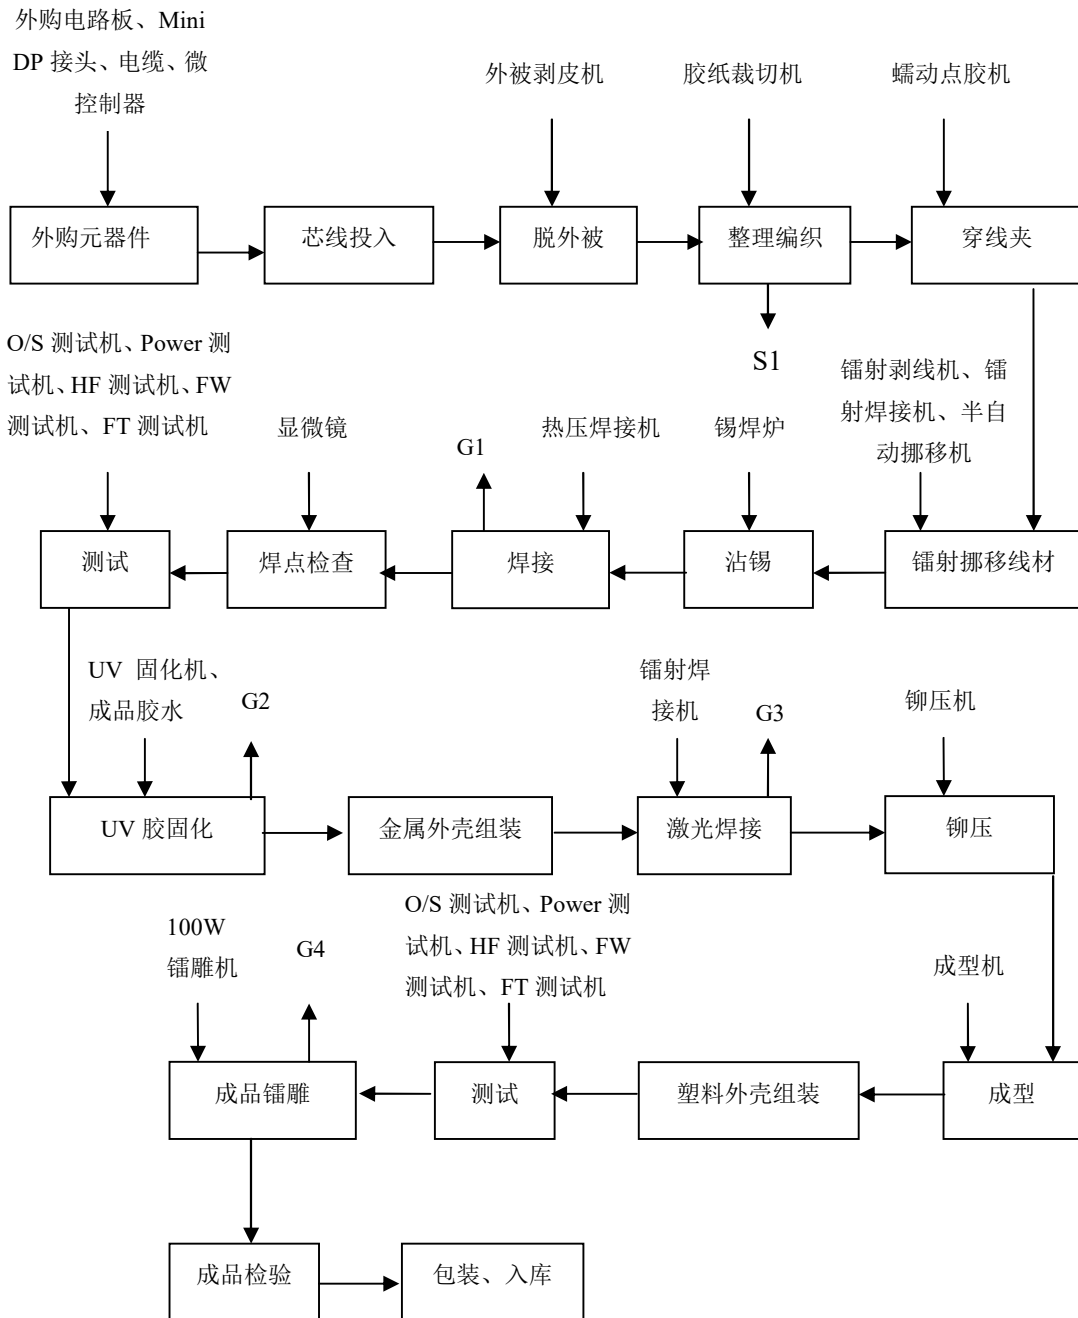 外购电路板、Mini
DP 接头、电缆、微
控制器
外被剥皮机
胶纸裁切机
蠕动点胶机
外购元器件
芯线投入
脱外被
整理编织
穿线夹
S1
O/S 测试机、Power 测
试机、HF 测试机、FW
测试机、FT 测试机
显微镜
G1
热压焊接机
锡焊炉
镭射剥线机、镭
射焊接机、半自
动挪移机
测试
焊点检查
焊接
沾锡
镭射挪移线材
UV 固化机、
成品胶水
G2
镭射焊
接机
G3
铆压机
UV 胶固化
金属外壳组装
激光焊接
铆压
100W
镭雕机
G4
O/S 测试机、Power 测
试机、HF 测试机、FW
测试机、FT 测试机
成型机
成品镭雕
测试
塑料外壳组装
成型
成品检验
包装、入库